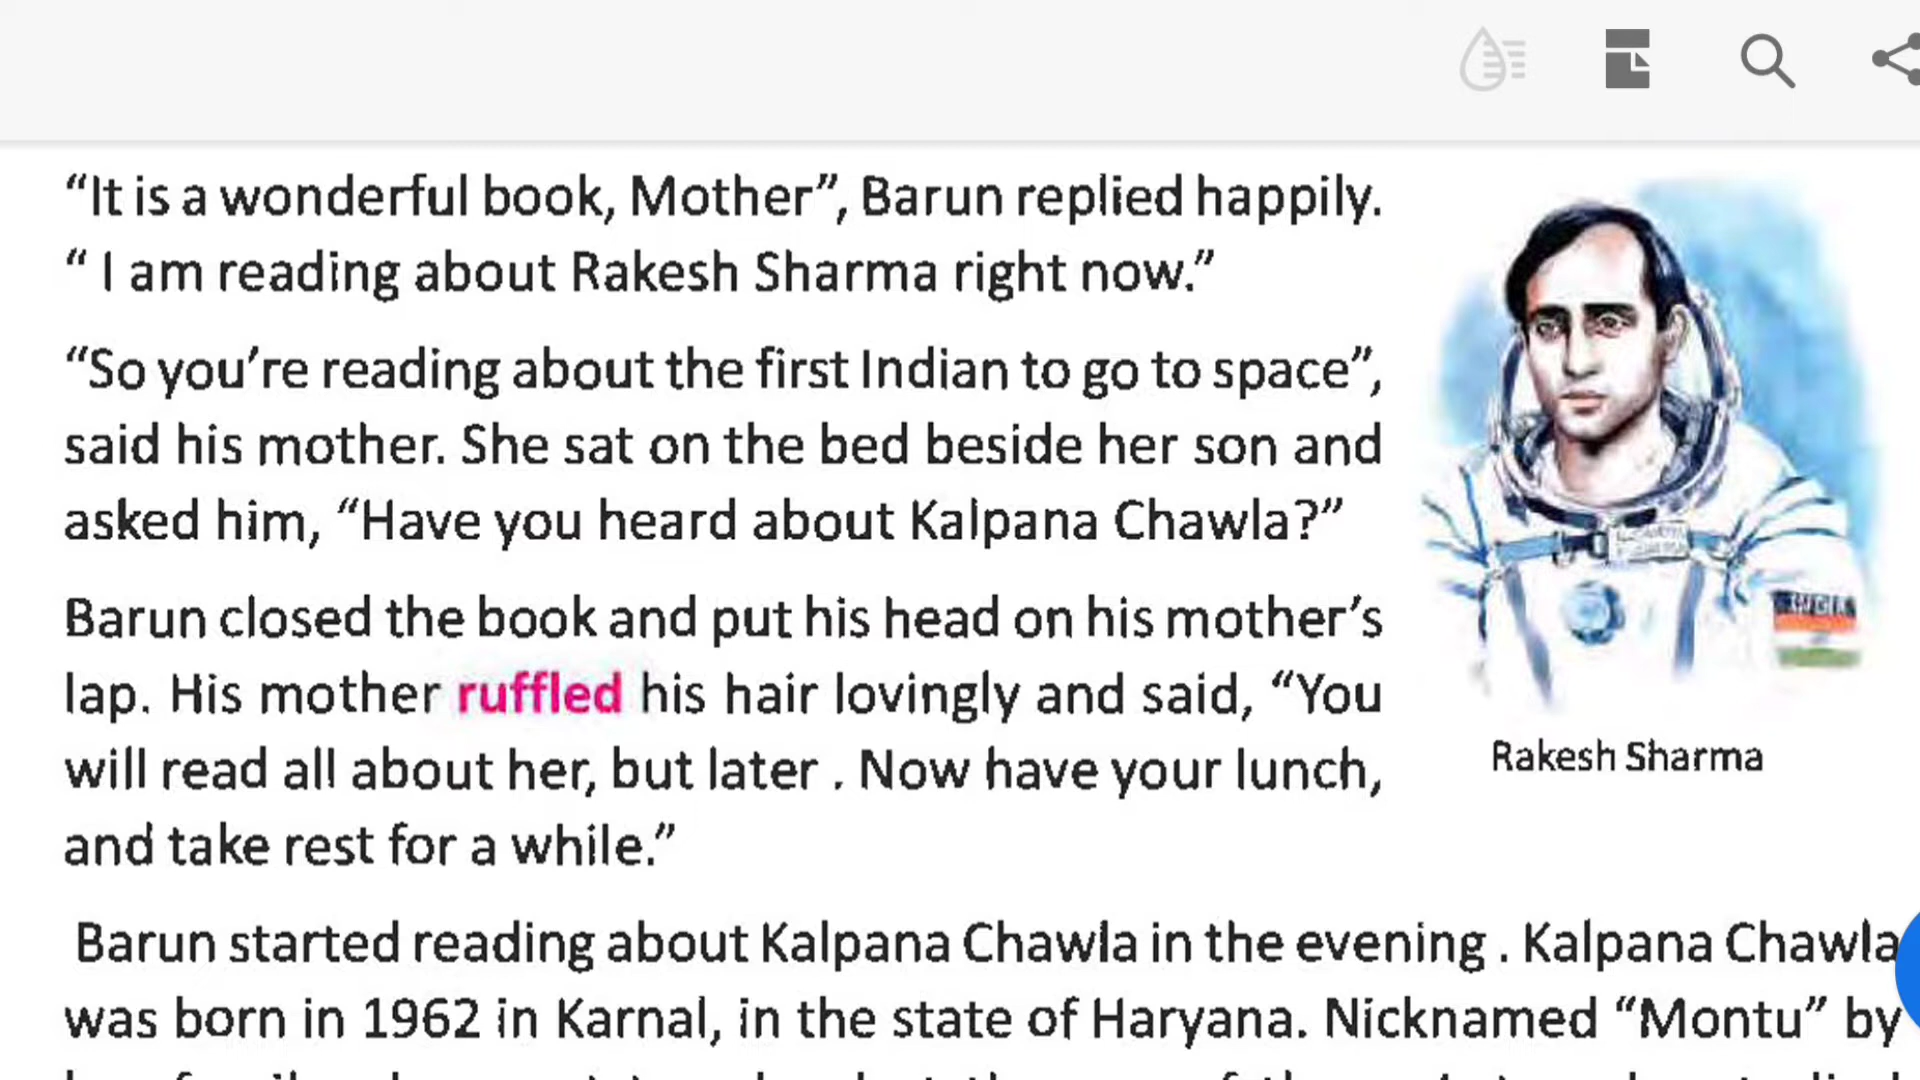 “It is a wonderful book, Mother”, Barun replied happily.
“ I am reading about Rakesh Sharma right now.”
“So you’re reading about the first Indian to go to space”,
said his mother. She sat on the bed beside her son and
asked him, “Have you heard about Kalpana Chawla?”
Barun closed the book and put his head on his mother’s
lap. His mother ruffled his hair lovingly and said, “You
will read all about her, but later . Now have your lunch,
and take rest for a while.”
Rakesh Sharma
Barun started reading about Kalpana Chawla in the evening . Kalpana Chawla
was born in 1962 in Karnal, in the state of Haryana. Nicknamed “Montu” by